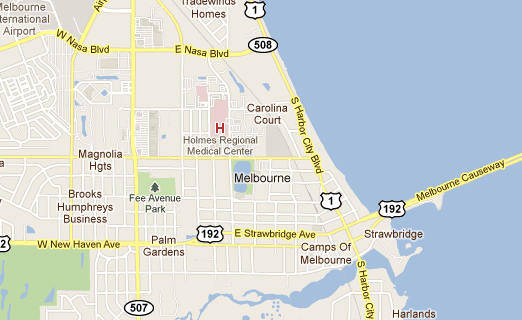 Tradewinds
Homes
Melbourne
International
Airport
1
Airp
W Nasa Blvd
E Nasa Blvd
508
S Harbor City Blvd
Carolina
Court
H
Holmes Regional
Medical Center
Magnolia
Hgts
Melbourne
Melbourne Causeway
Brooks
Humphreys
Business
Fee Avenue
Park
1
192
192
E Strawbridge Ave
Strawbridge
2
W New Haven Ave
Palm
Gardens
Camps Of
Melbourne
S Harbor City
507
Harlands